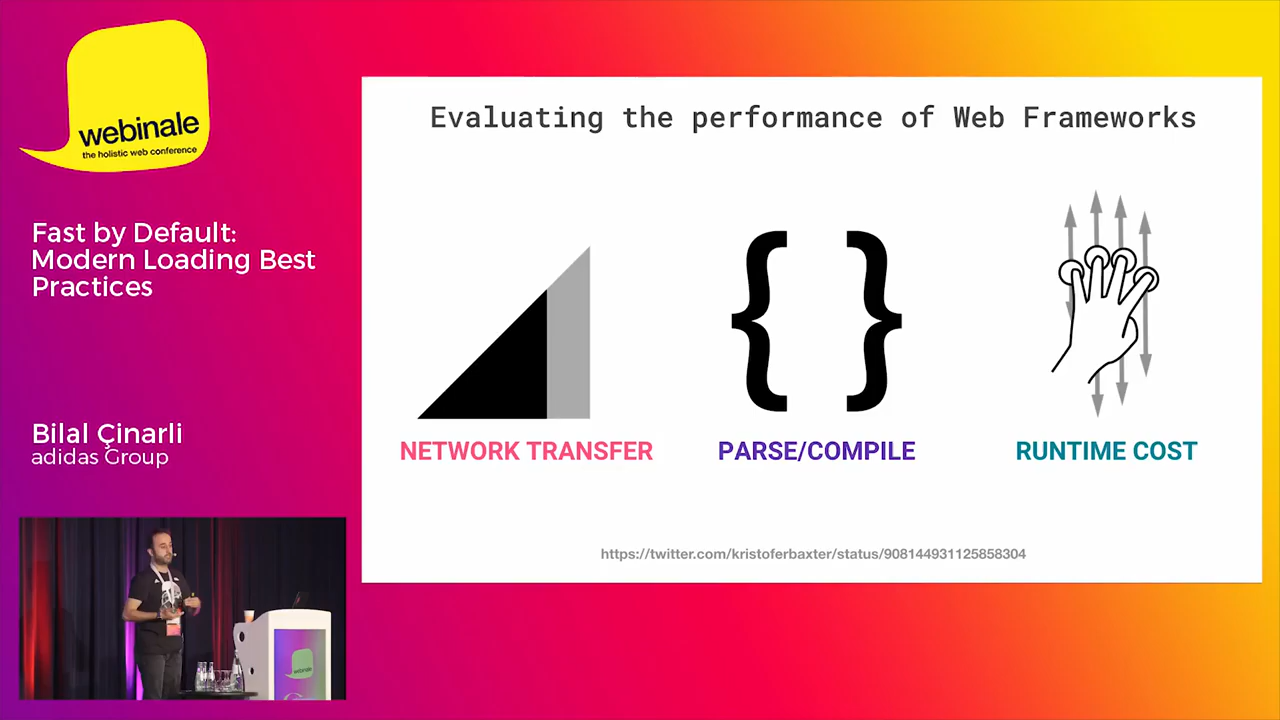 webinale
the holistic web conference
Fast by Default:
Modern Loading Best
Practices
Bilal Çinarli
adidas Group
Evaluating the performance of Web Frameworks
{ }
NETWORK TRANSFER
PARSE/COMPILE
RUNTIME COST
https://twitter.com/kristoferbaxter/status/908144931125858304
webinale